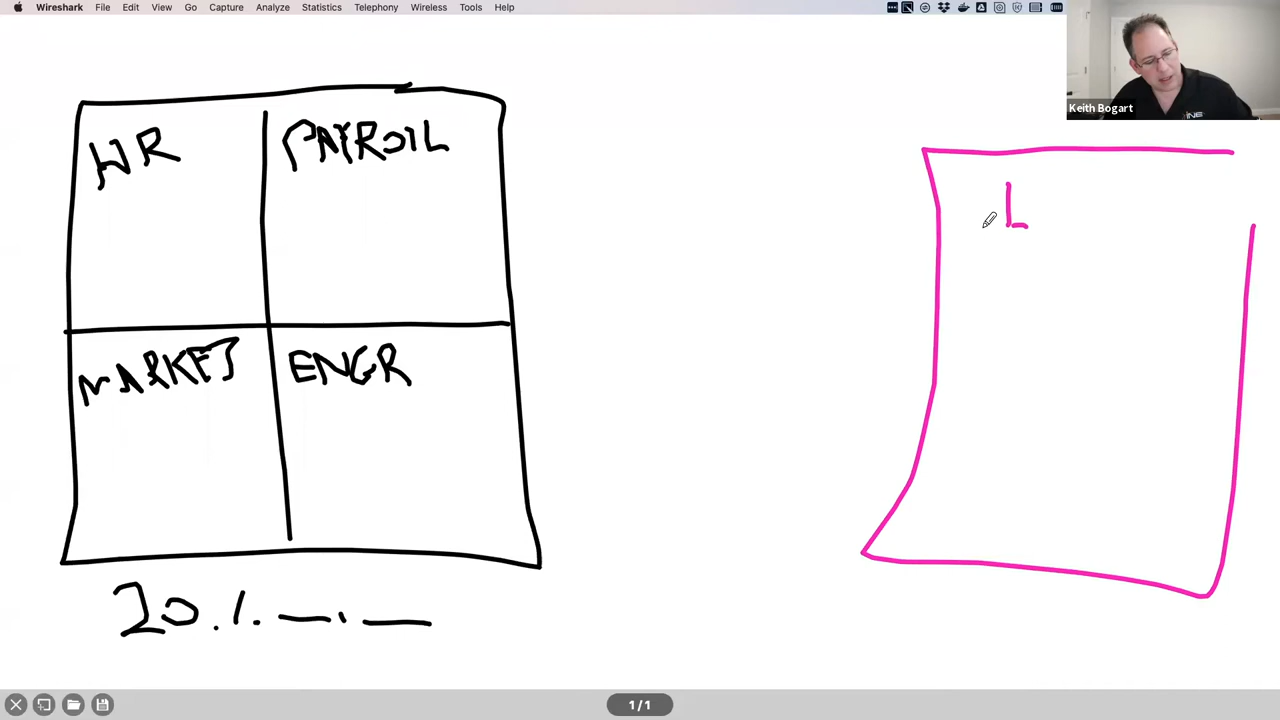 Wireshark File Edit View Go Capture Analyze Statistics Telephony Wireless Tools Help
Keith Bogart
INE
HR PAYROLL
MARKET ENGR
20.1.__.__
L
1/1